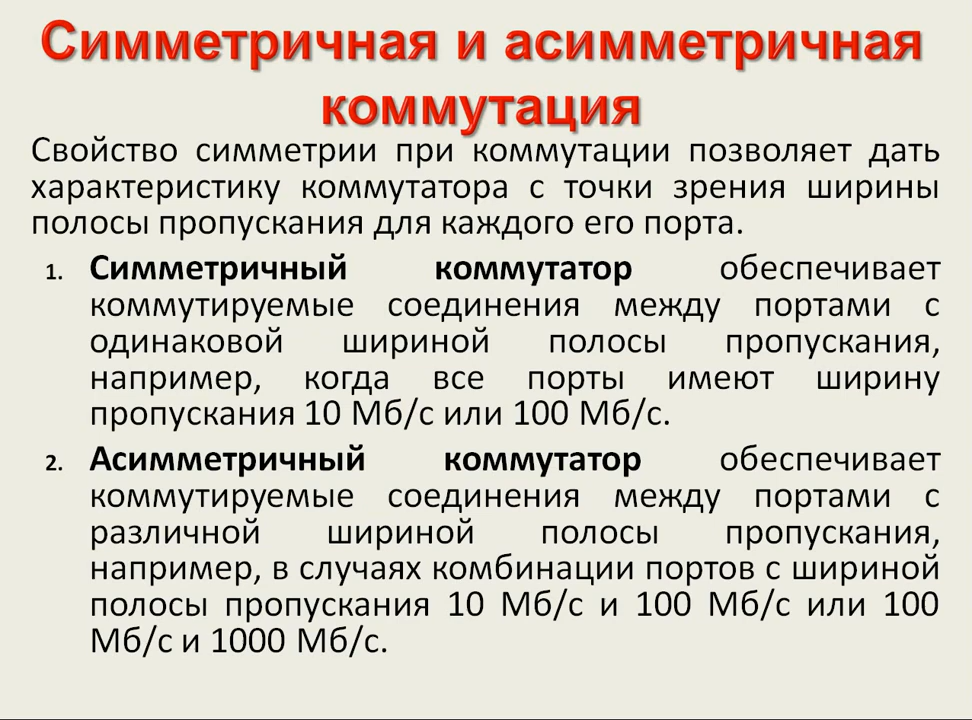 Симметричная и асимметричная
коммутация
Свойство симметрии при коммутации позволяет дать
характеристику коммутатора с точки зрения ширины
полосы пропускания для каждого его порта.
1. Симметричный коммутатор обеспечивает
коммутируемые соединения между портами с
одинаковой шириной полосы пропускания,
например, когда все порты имеют ширину
пропускания 10 Мб/с или 100 Мб/с.
2. Асимметричный коммутатор обеспечивает
коммутируемые соединения между портами с
различной шириной полосы пропускания,
например, в случаях комбинации портов с шириной
полосы пропускания 10 Мб/с и 100 Мб/с или 100
Мб/с и 1000 Мб/с.